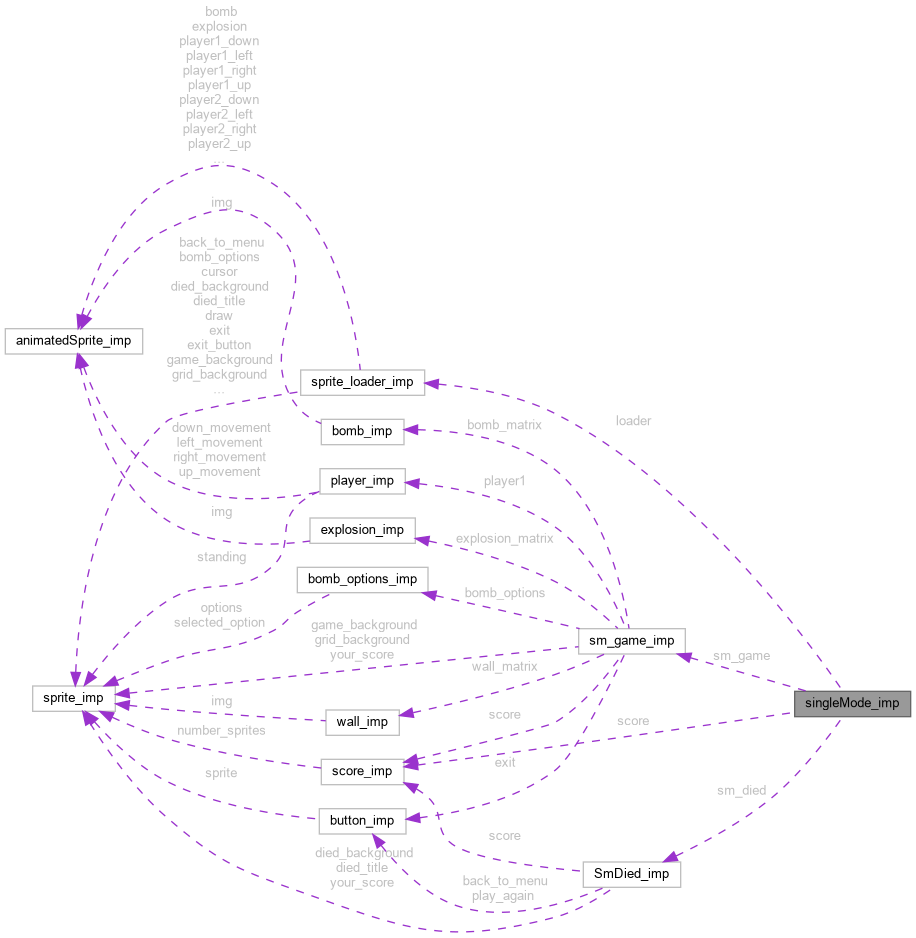 bomb
explosion
player1_down
player1_left
player1_right
player1_up
player2_down
player2_left
player2_right
player2_up
...
img
back_to_menu
bomb_options
cursor
died_background
died_title
draw
exit
exit_button
game_background
grid_background
...
animatedSprite_imp
sprite_loader_imp
loader
bomb_imp
bomb_matrix
down_movement
left_movement
right_movement
up_movement
player_imp
player1
img
explosion_imp
explosion_matrix
standing
bomb_options_imp
bomb_options
options
selected_option
game_background
grid_background
your_score
sm_game_imp
sm_game
wall_matrix
sprite_imp
img
wall_imp
singleMode_imp
number_sprites
score
score
score_imp
exit
sprite
sm_died
button_imp
score
died_background
died_title
your_score
back_to_menu
play_again
SmDied_imp